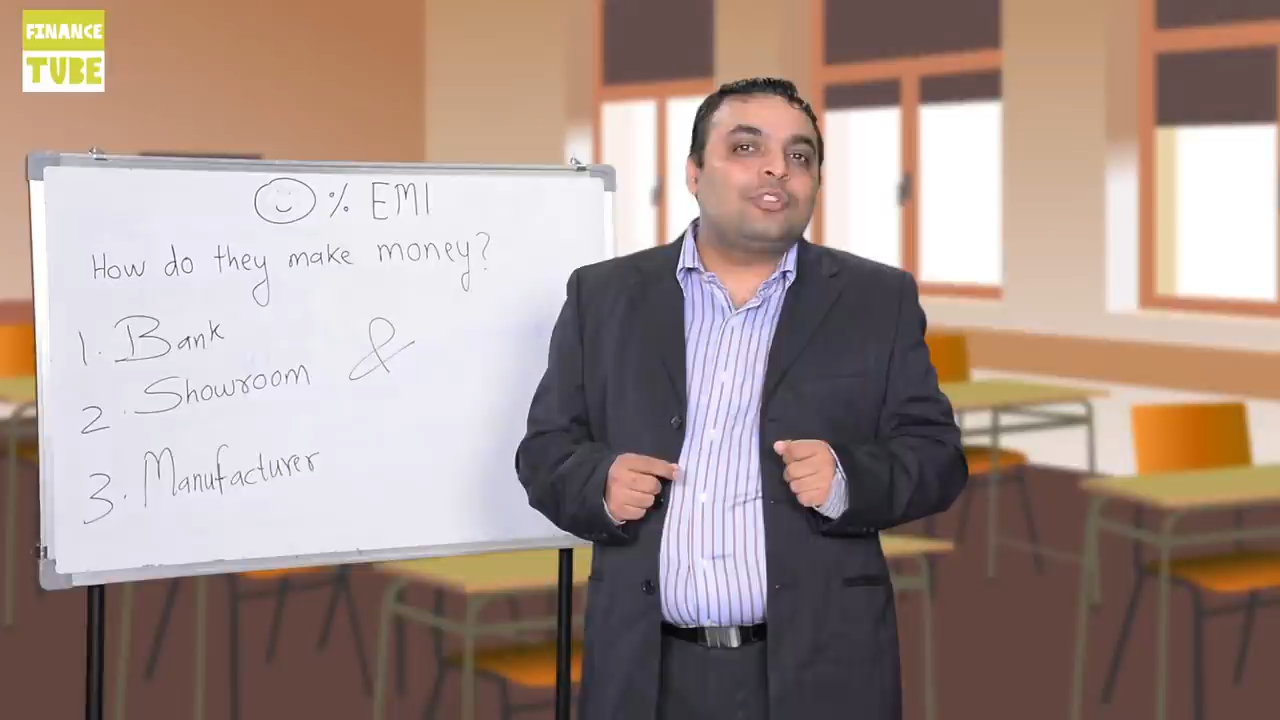 FINANCE
TUBE
% EMI
How do they make money?
1. Bank
2. Showroom &
3. Manufacturer